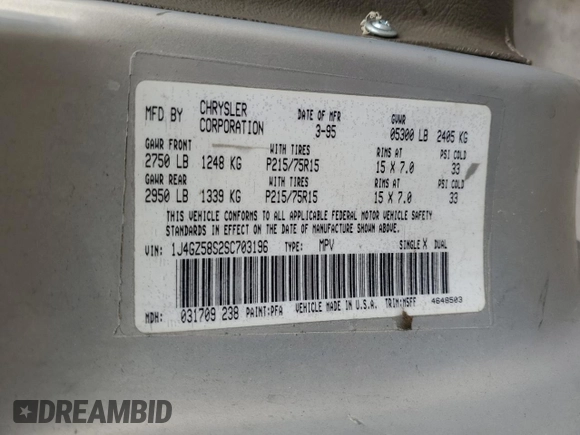 MFD BY CHRYSLER CORPORATION DATE OF MFR 3-95 GVWR 05300 LB 2405 KG
GAWR FRONT WITH TIRES RIMS AT PSI COLD
2750 LB 1248 KG P215/75R15 15 X 7.0 33
GAWR REAR WITH TIRES RIMS AT PSI COLD
2950 LB 1339 KG P215/75R15 15 X 7.0 33
THIS VEHICLE CONFORMS TO ALL APPLICABLE FEDERAL MOTOR VEHICLE SAFETY
STANDARDS IN EFFECT ON THE DATE OF MANUFACTURE SHOWN ABOVE.
VIN: 1J4GZ58S2SC703196 TYPE: MPV SINGLE X DUAL
MDH: 031709 238 PAINT:PFA VEHICLE MADE IN U.S.A. TRIM:M5FF 4648503
DREAMBID